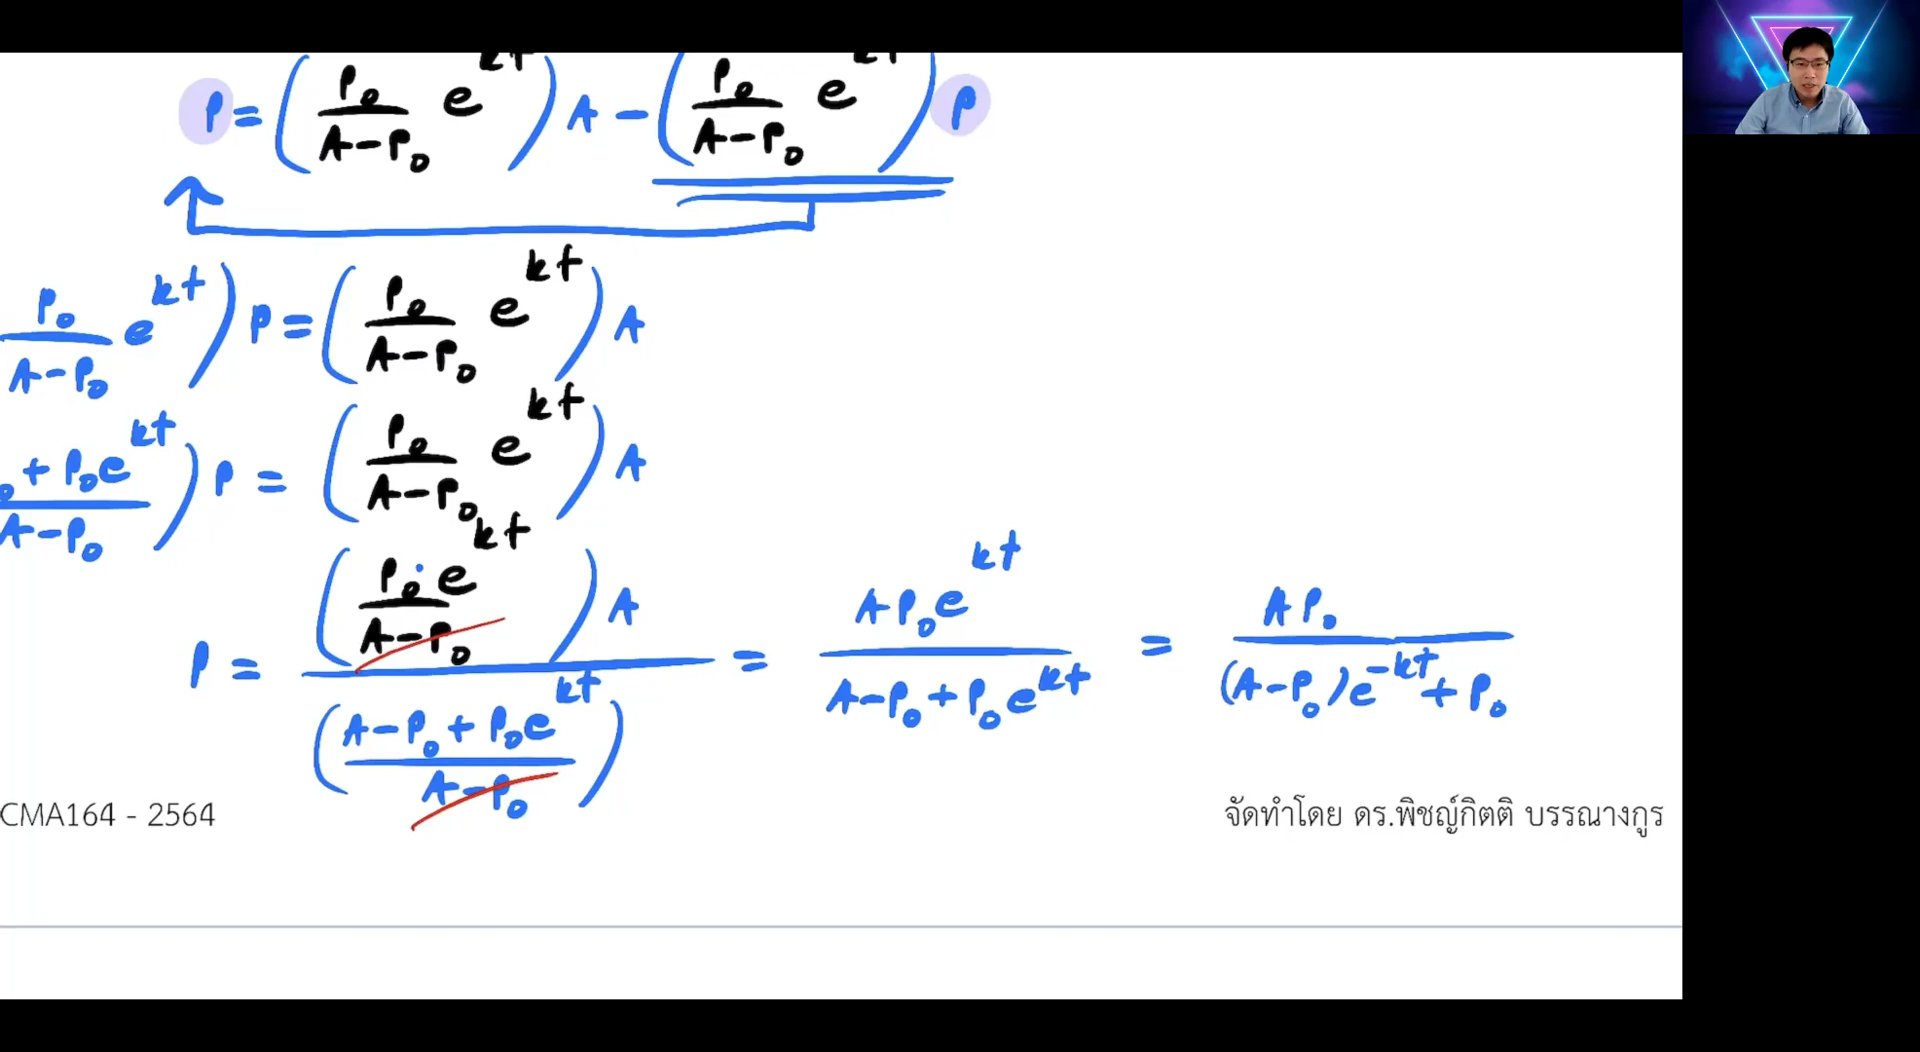 P = (P₀/(A-P₀) e^kt) A - (P₀/(A-P₀) e^kt) P
P₀/(A-P₀) e^kt) P = (P₀/(A-P₀) e^kt) A
₀ + P₀e^kt/A-P₀) P = (P₀/(A-P₀) e^kt) A
P = (P₀·e^kt/(A-P₀)) A / ((A-P₀+P₀e^kt)/(A-P₀)) = AP₀e^kt/(A-P₀+P₀e^kt) = AP₀/((A-P₀)e^-kt+P₀)
CMA164 - 2564
จัดทำโดย ดร.พิชญ์กิตติ บรรณางกูร